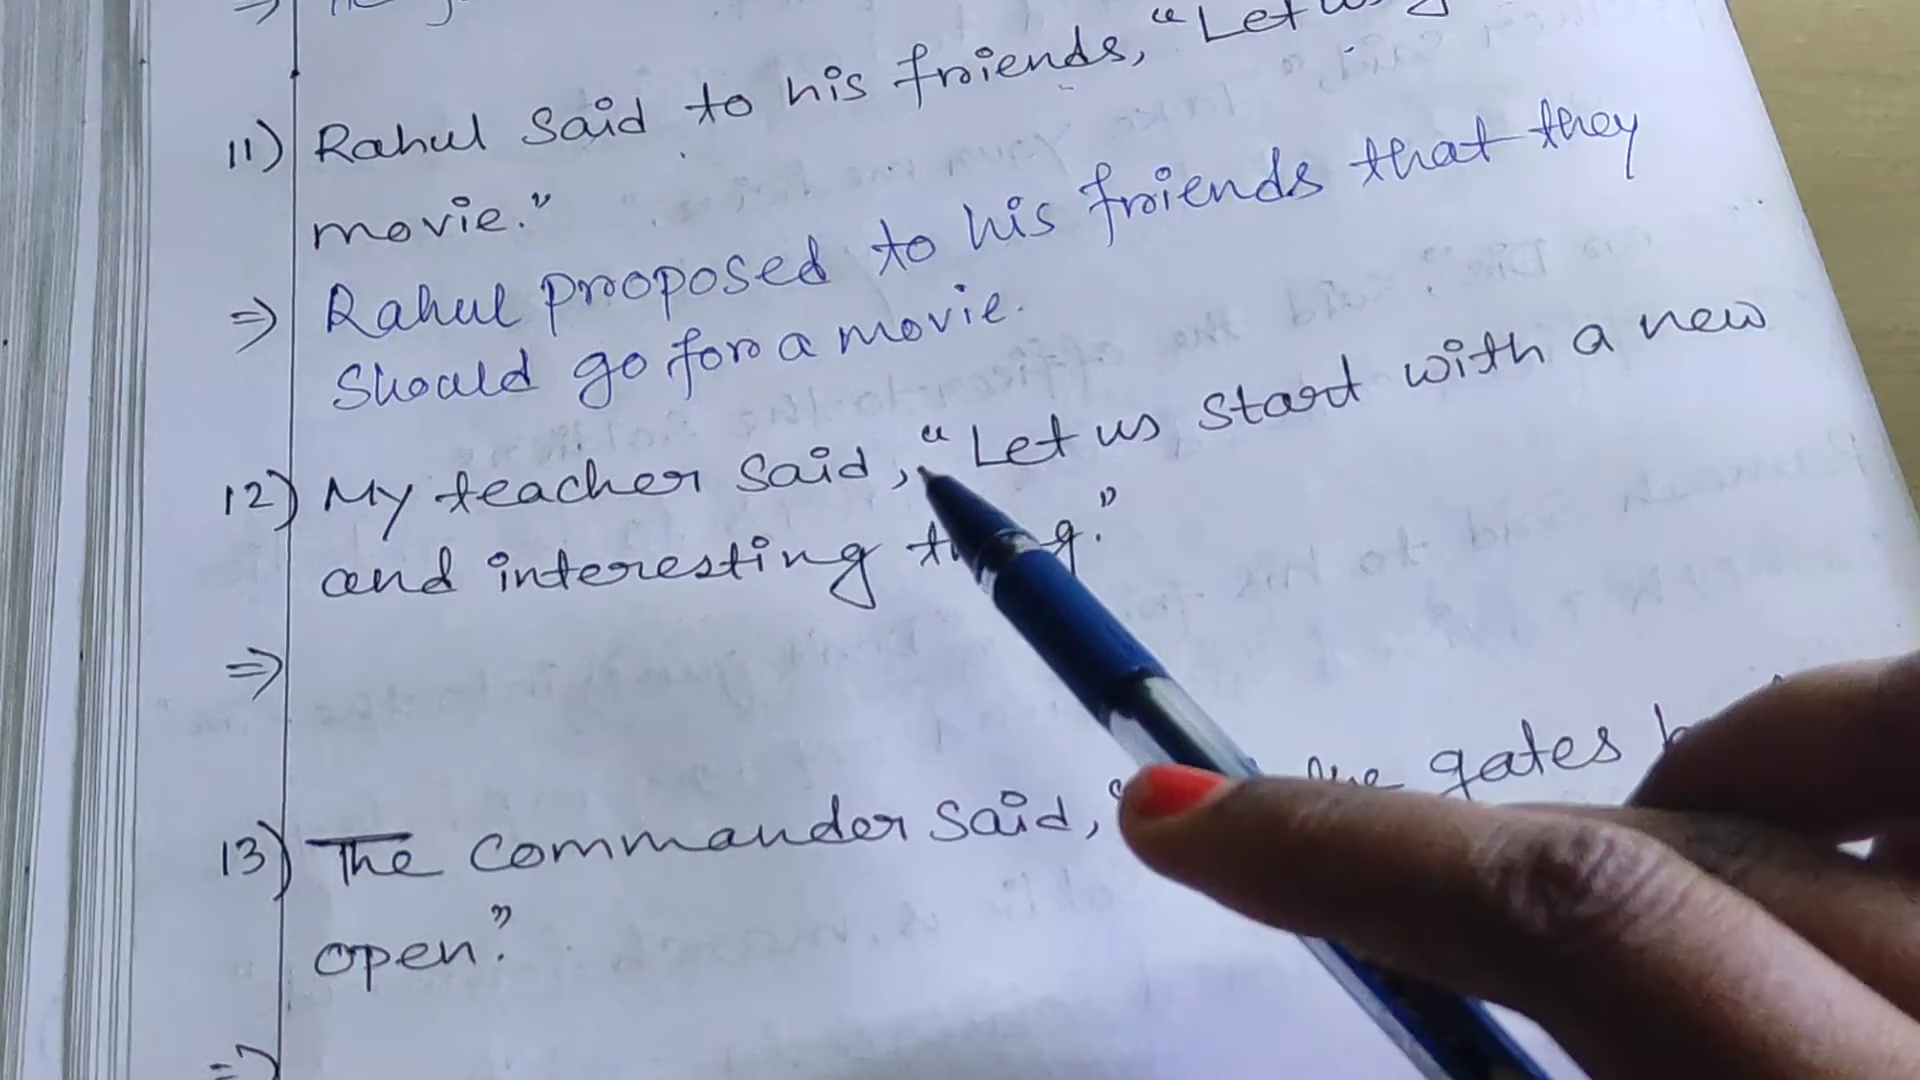 ⇒
11) Rahul said to his friends, "Let us
movie."
⇒ Rahul proposed to his friends that they
should go for a movie.
12) My teacher said, "Let us start with a new
and interesting
⇒
13) The commander said, gates
open."
⇒